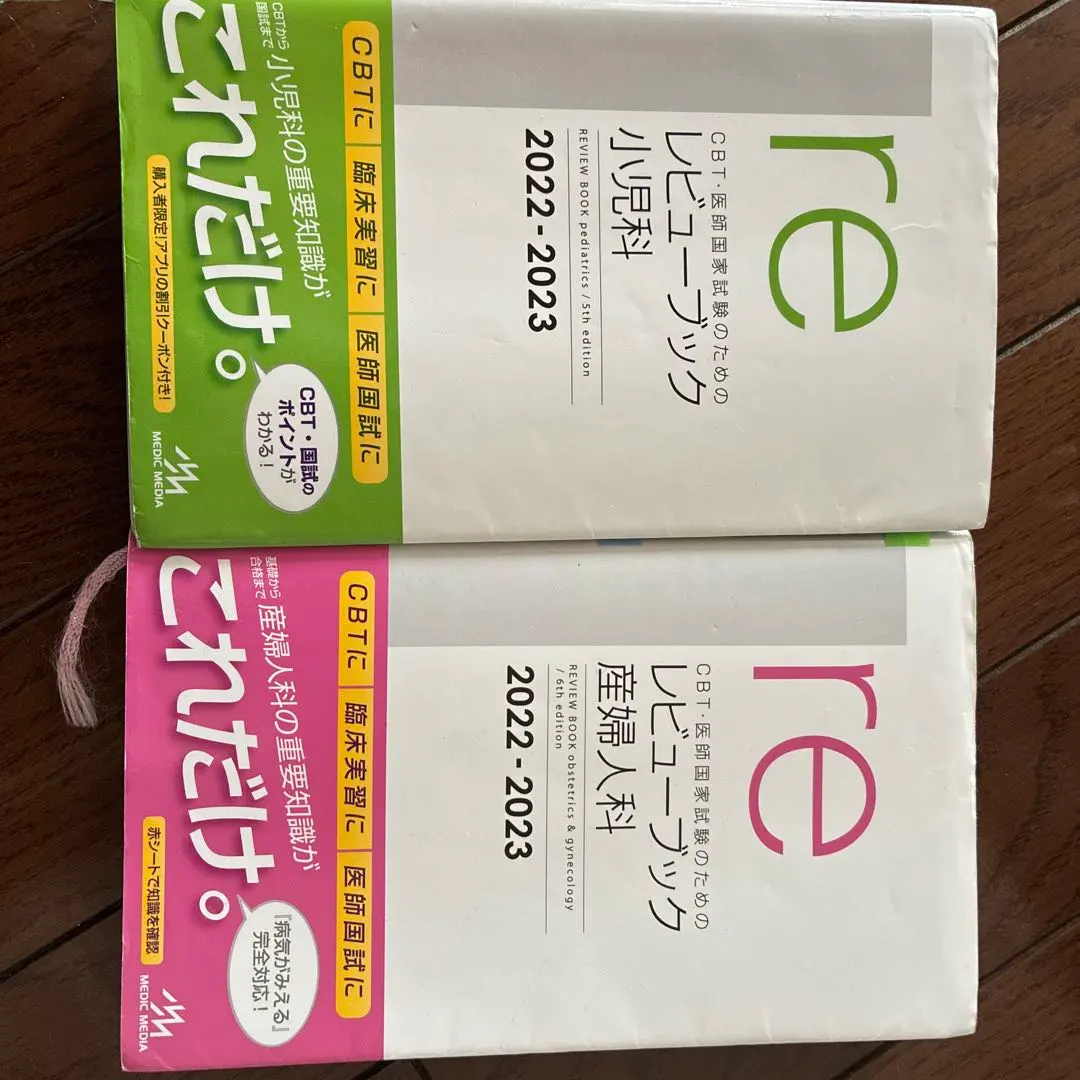 re
CBT・医師国家試験のための
レビューブック
小児科
REVIEW BOOK pediatrics / 5th edition
2022-2023
CBTに 臨床実習に 医師国試に
CBTから
国試まで
小児科の重要知識が
これだけ。
CBT・国試の
ポイントが
わかる！
購入者限定！アプリの割引クーポン付き！
MEDIC MEDIA
re
CBT・医師国家試験のための
レビューブック
産婦人科
REVIEW BOOK obstetrics & gynecology
/ 6th edition
2022-2023
CBTに 臨床実習に 医師国試に
基礎から
合格まで
産婦人科の重要知識が
これだけ。
『病気がみえる』
完全対応！
赤シートで知識を確認
MEDIC MEDIA